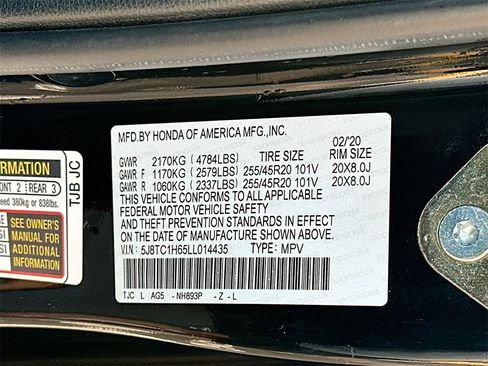 MFD.BY HONDA OF AMERICA MFG.,INC.
02/'20
GVWR 2170KG (4784LBS) TIRE SIZE RIM SIZE
GAWR F 1170KG (2579LBS) 255/45R20 101V 20X8.0J
GAWR R 1060KG (2337LBS) 255/45R20 101V 20X8.0J
THIS VEHICLE CONFORMS TO ALL APPLICABLE
FEDERAL MOTOR VEHICLE SAFETY
AND THEFT PREVENTION STANDARDS IN EFFECT
ON THE DATE OF MANUFACTURE SHOWN ABOVE.
V.I.N: 5J8TC1H65LL014435 TYPE: MPV
TJC L AG5 -NH893P -Z-L
TJB JC
RMATION
ONT 2 REAR 3
eed 380kg or 838lbs.
SEE OWNER'S
MANUAL FOR
ADDITIONAL
INFORMATION